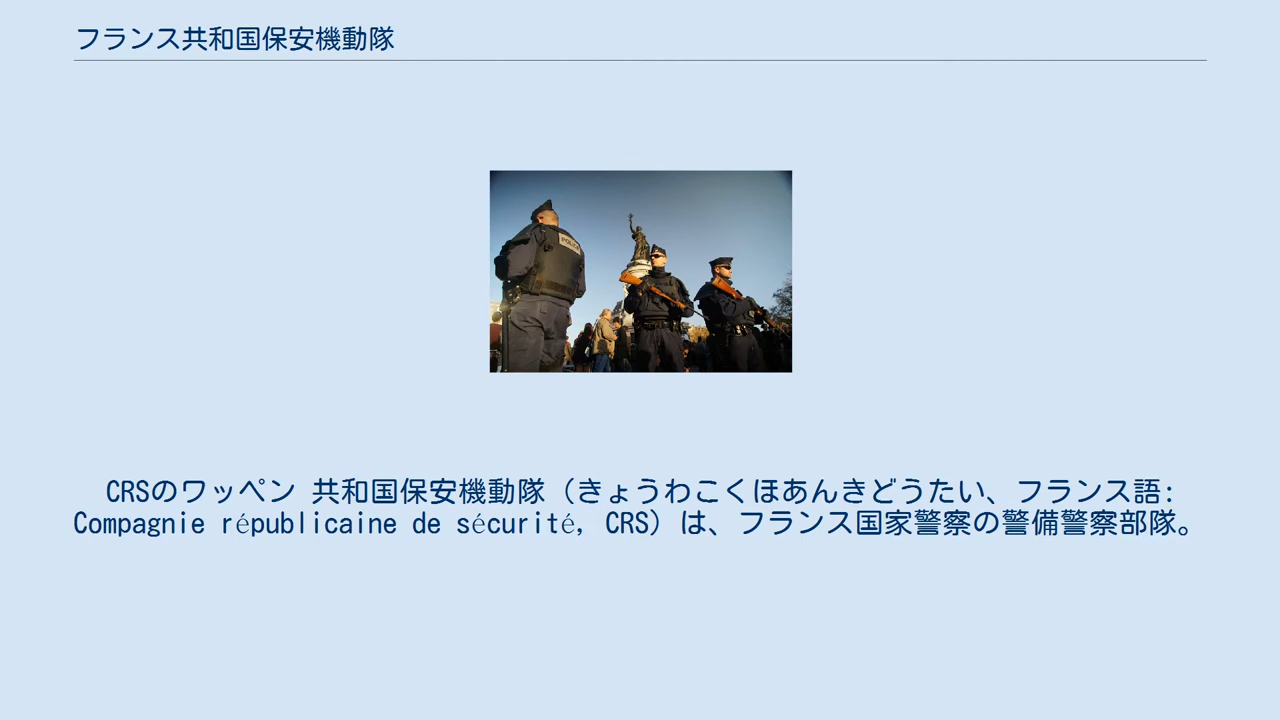 フランス共和国保安機動隊
POLICE
CRSのワッペン 共和国保安機動隊（きょうわこくほあんきどうたい、フランス語:
Compagnie républicaine de sécurité, CRS）は、フランス国家警察の警備警察部隊。